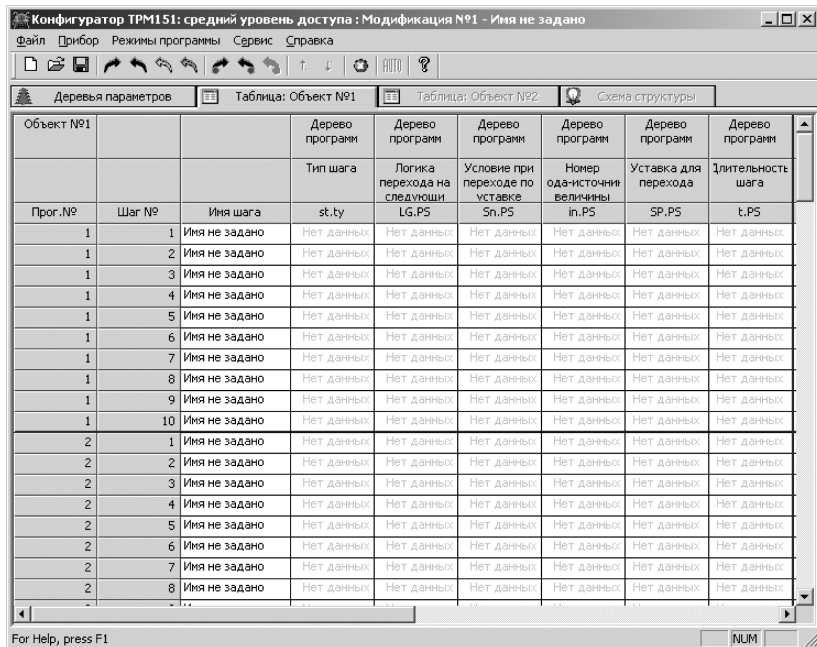 Конфигуратор ТРМ151: средний уровень доступа : Модификация №1 - Имя не задано
Файл Прибор Режимы программы Сервис Справка
AUTO ?
Деревья параметров Таблица: Объект №1 Таблица: Объект №2 Схема структуры
Объект №1 Дерево программ Дерево программ Дерево программ Дерево программ Дерево программ Дерево программ
Тип шага Логика перехода на следующи Условие при переходе по уставке Номер ода-источник величины Уставка для перехода Длительность шага
Прог.№ Шаг № Имя шага st.ty LG.PS Sn.PS in.PS SP.PS t.PS
1 1 Имя не задано Нет данных Нет данных Нет данных Нет данных Нет данных Нет данных
1 2 Имя не задано Нет данных Нет данных Нет данных Нет данных Нет данных Нет данных
1 3 Имя не задано Нет данных Нет данных Нет данных Нет данных Нет данных Нет данных
1 4 Имя не задано Нет данных Нет данных Нет данных Нет данных Нет данных Нет данных
1 5 Имя не задано Нет данных Нет данных Нет данных Нет данных Нет данных Нет данных
1 6 Имя не задано Нет данных Нет данных Нет данных Нет данных Нет данных Нет данных
1 7 Имя не задано Нет данных Нет данных Нет данных Нет данных Нет данных Нет данных
1 8 Имя не задано Нет данных Нет данных Нет данных Нет данных Нет данных Нет данных
1 9 Имя не задано Нет данных Нет данных Нет данных Нет данных Нет данных Нет данных
1 10 Имя не задано Нет данных Нет данных Нет данных Нет данных Нет данных Нет данных
2 1 Имя не задано Нет данных Нет данных Нет данных Нет данных Нет данных Нет данных
2 2 Имя не задано Нет данных Нет данных Нет данных Нет данных Нет данных Нет данных
2 3 Имя не задано Нет данных Нет данных Нет данных Нет данных Нет данных Нет данных
2 4 Имя не задано Нет данных Нет данных Нет данных Нет данных Нет данных Нет данных
2 5 Имя не задано Нет данных Нет данных Нет данных Нет данных Нет данных Нет данных
2 6 Имя не задано Нет данных Нет данных Нет данных Нет данных Нет данных Нет данных
2 7 Имя не задано Нет данных Нет данных Нет данных Нет данных Нет данных Нет данных
2 8 Имя не задано Нет данных Нет данных Нет данных Нет данных Нет данных Нет данных
For Help, press F1 NUM